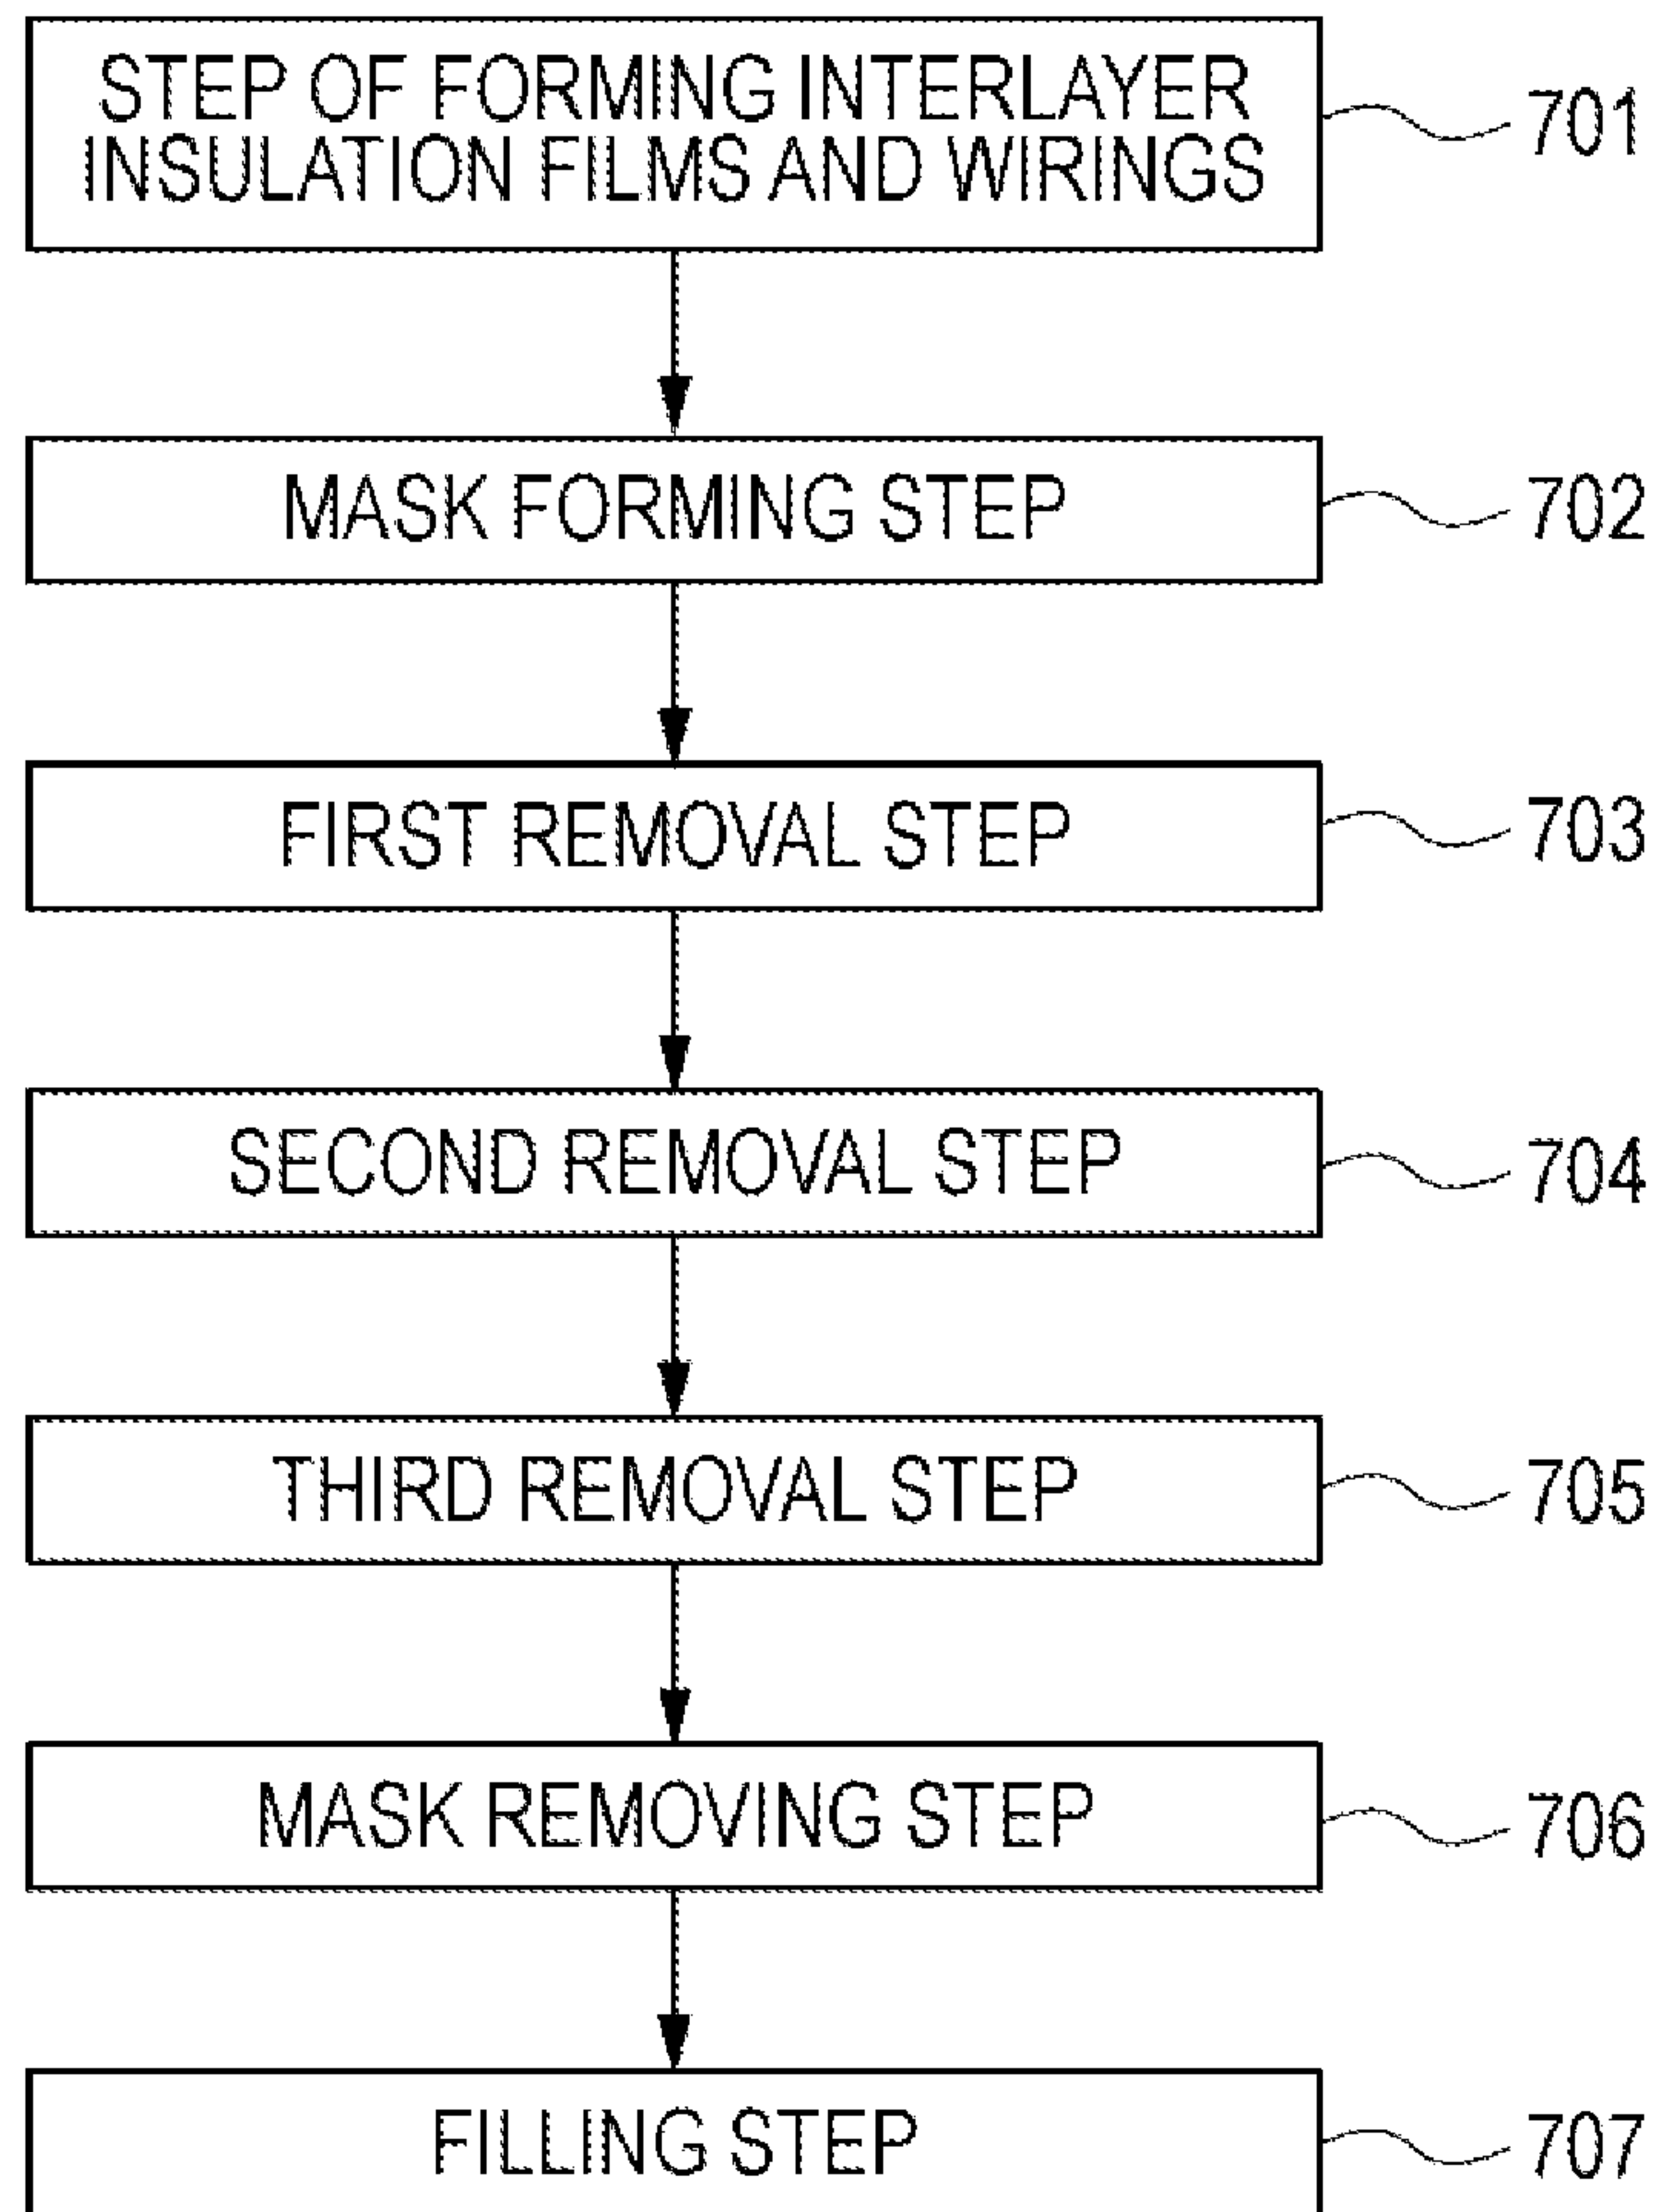 STEP OF FORMING INTERLAYER
INSULATION FILMS AND WIRINGS
701
MASK FORMING STEP
702
FIRST REMOVAL STEP
703
SECOND REMOVAL STEP
704
THIRD REMOVAL STEP
705
MASK REMOVING STEP
706
FILLING STEP
707